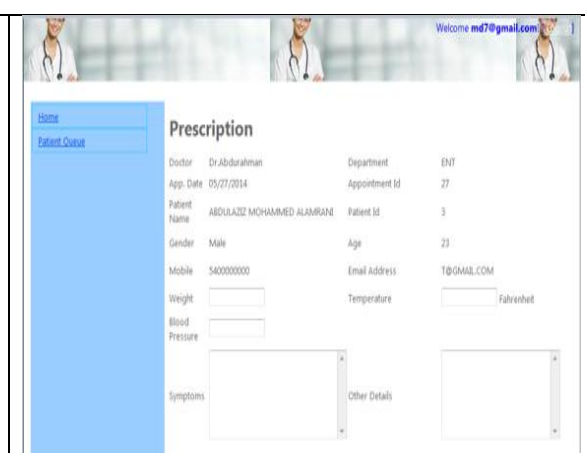 Welcome md7@gmail.com[ ]
Home
Patient Queue
Prescription
Doctor Dr.Abdurahman Department ENT
App. Date 05/27/2014 Appointment Id 27
Patient Name ABDULAZIZ MOHAMMED ALAMRANI Patient Id 3
Gender Male Age 23
Mobile 5400000000 Email Address T@GMAIL.COM
Weight Temperature Fahrenheit
Blood Pressure
Symptoms Other Details